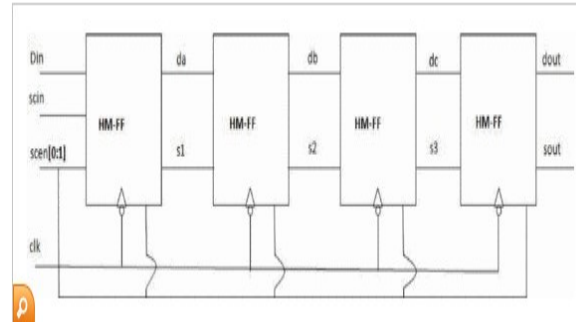 Din da db dc dout
scin
HM-FF HM-FF HM-FF HM-FF
scen[0:1] s1 s2 s3 sout
clk